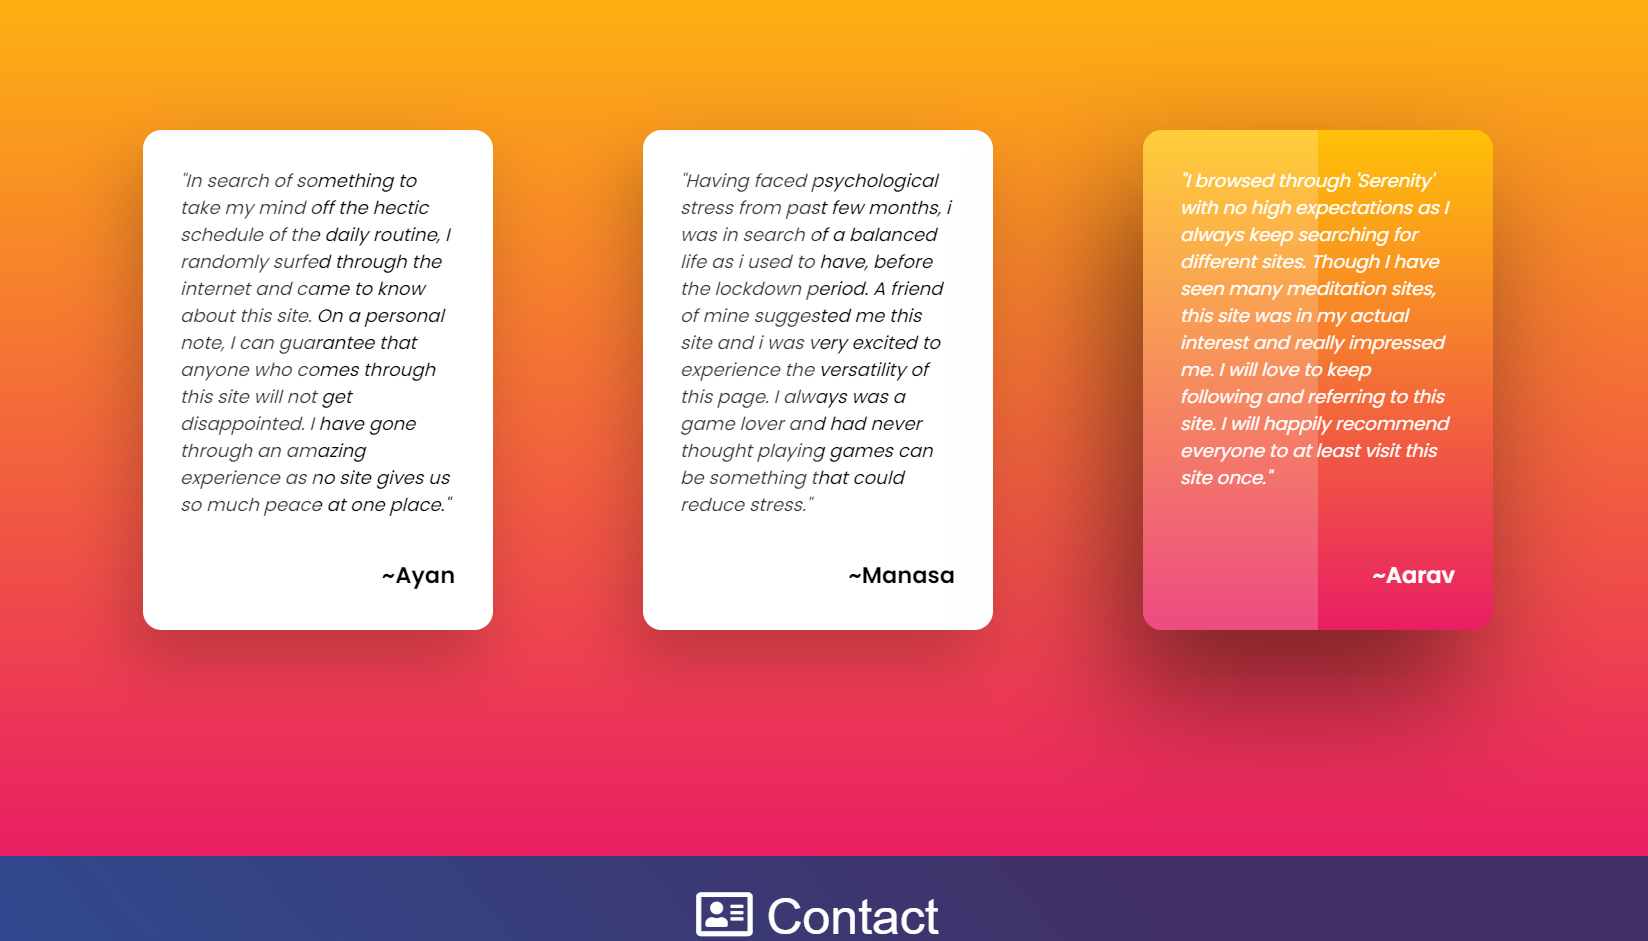 "In search of something to
take my mind off the hectic
schedule of the daily routine, I
randomly surfed through the
internet and came to know
about this site. On a personal
note, I can guarantee that
anyone who comes through
this site will not get
disappointed. I have gone
through an amazing
experience as no site gives us
so much peace at one place."
~Ayan
"Having faced psychological
stress from past few months, i
was in search of a balanced
life as i used to have, before
the lockdown period. A friend
of mine suggested me this
site and i was very excited to
experience the versatility of
this page. I always was a
game lover and had never
thought playing games can
be something that could
reduce stress."
~Manasa
"I browsed through 'Serenity'
with no high expectations as I
always keep searching for
different sites. Though I have
seen many meditation sites,
this site was in my actual
interest and really impressed
me. I will love to keep
following and referring to this
site. I will happily recommend
everyone to at least visit this
site once."
~Aarav
Contact